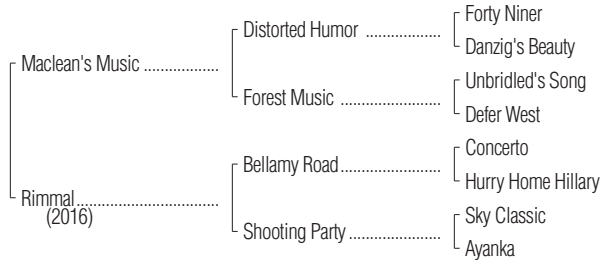 Forty Niner
Distorted Humor ..................
Danzig's Beauty
Maclean's Music ..................
Unbridled's Song
Forest Music ........................
Defer West
Concerto
Bellamy Road........................
Hurry Home Hillary
Rimmal..................................
(2016)
Sky Classic
Shooting Party ......................
Ayanka